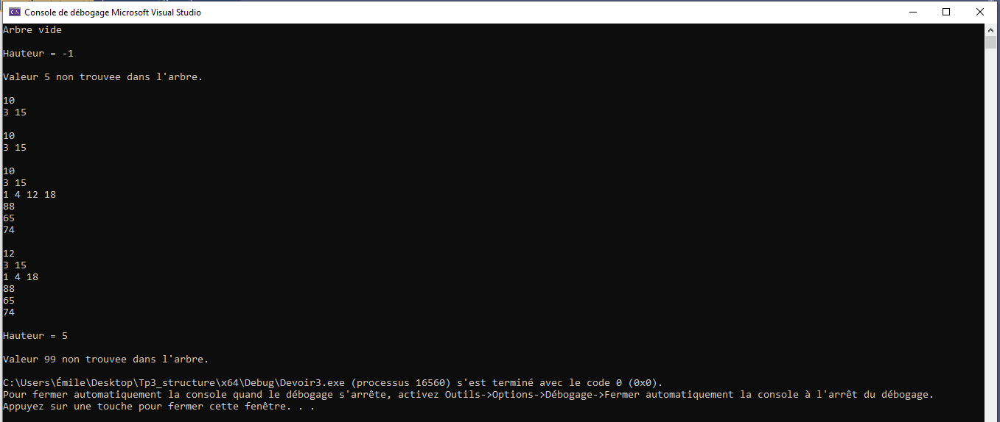 Console de débogage Microsoft Visual Studio
Arbre vide
Hauteur = -1
Valeur 5 non trouvee dans l'arbre.
10
3 15
10
3 15
10
3 15
1 4 12 18
88
65
74
12
3 15
1 4 18
88
65
74
Hauteur = 5
Valeur 99 non trouvee dans l'arbre.
C:\Users\Émile\Desktop\Tp3_structure\x64\Debug\Devoir3.exe (processus 16560) s'est terminé avec le code 0 (0x0).
Pour fermer automatiquement la console quand le débogage s'arrête, activez Outils->Options->Débogage->Fermer automatiquement la console à l'arrêt du débogage.
Appuyez sur une touche pour fermer cette fenêtre. . .